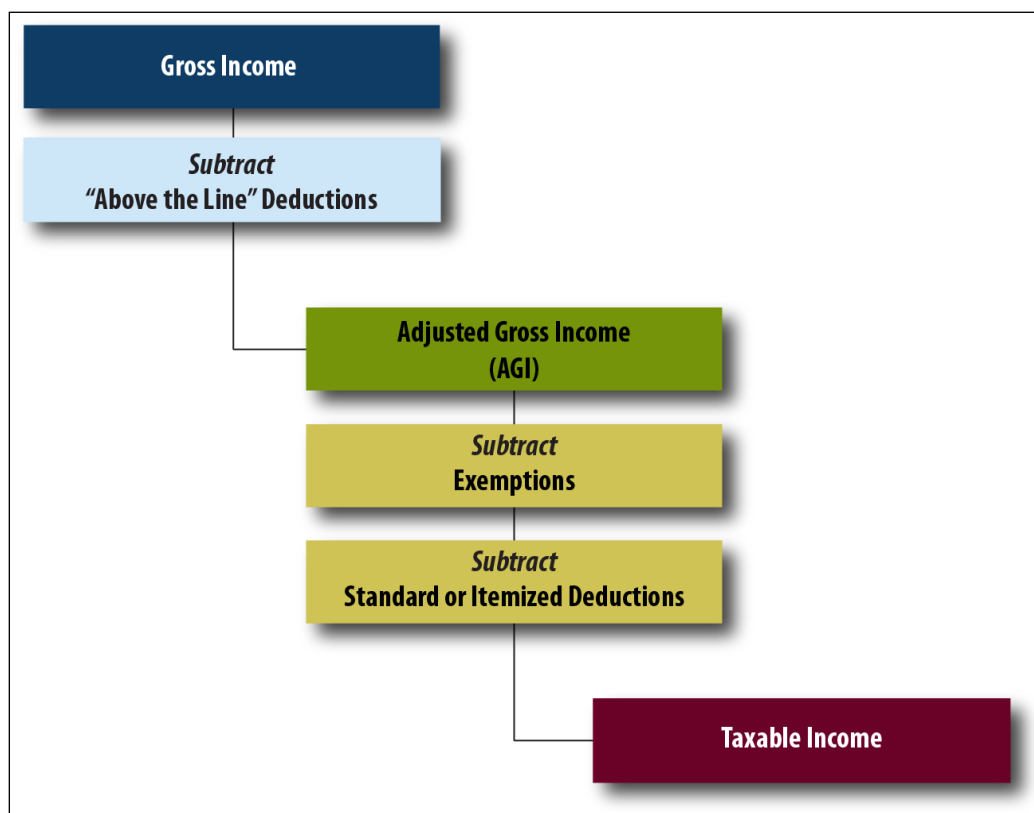 Gross Income
Subtract
“Above the Line” Deductions
Adjusted Gross Income
(AGI)
Subtract
Exemptions
Subtract
Standard or Itemized Deductions
Taxable Income